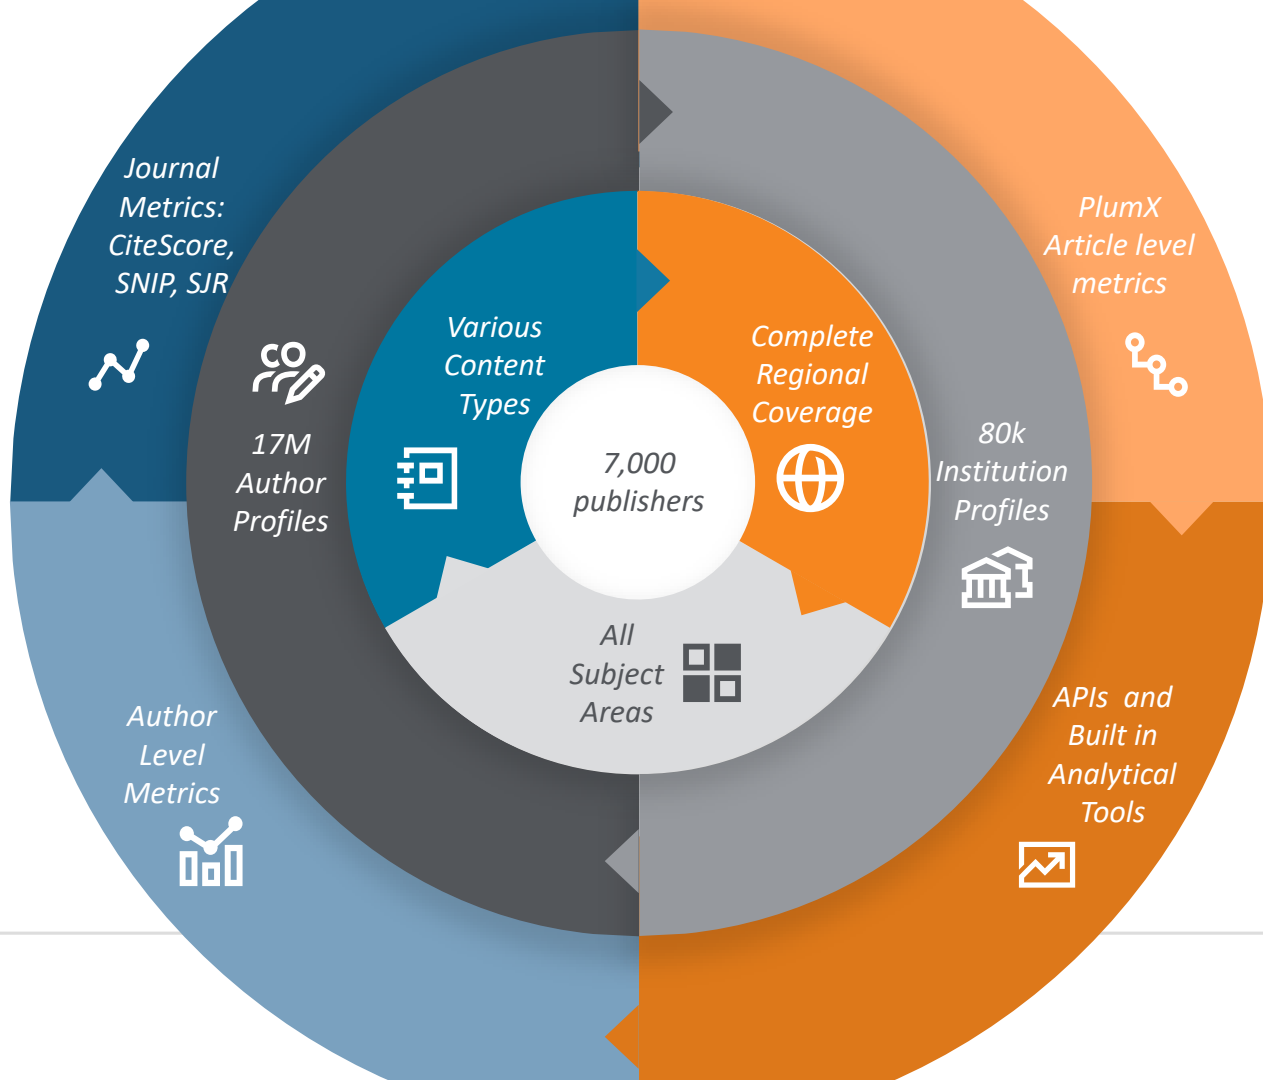 Journal
Metrics:
CiteScore,
SNIP, SJR
PlumX
Article level
metrics
Various
Content
Types
Complete
Regional
Coverage
17M
Author
Profiles
7,000
publishers
80k
Institution
Profiles
All
Subject
Areas
Author
Level
Metrics
APIs and
Built in
Analytical
Tools